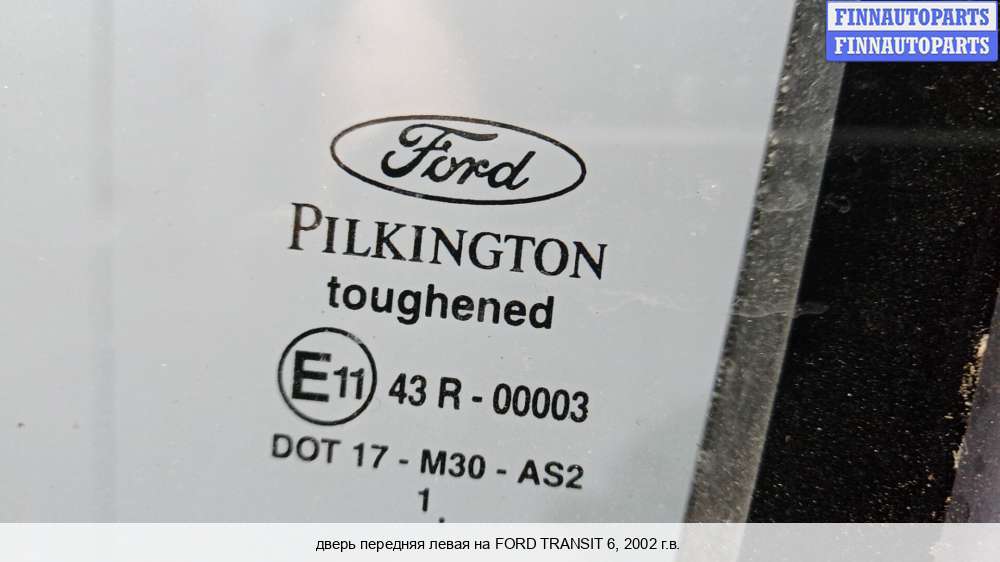 FINNAUTOPARTS
FINNAUTOPARTS
Ford
PILKINGTON
toughened
E11 43 R - 00003
DOT 17 - M30 - AS2
1 .
дверь передняя левая на FORD TRANSIT 6, 2002 г.в.